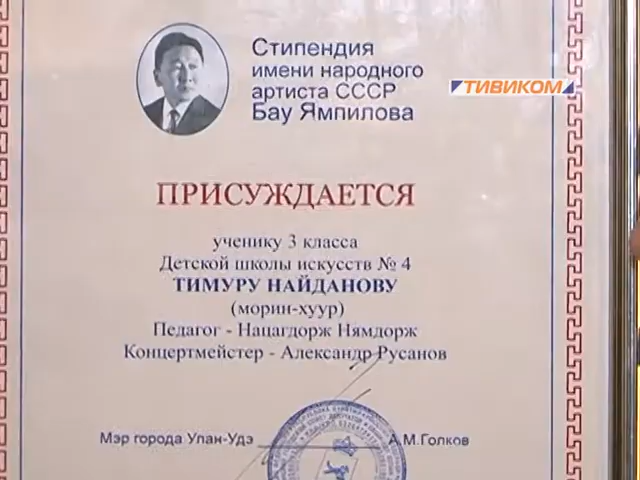 Стипендия
имени народного
артиста СССР
Бау Ямпилова
ТИВИКОМ
ПРИСУЖДАЕТСЯ
ученику 3 класса
Детской школы искусств № 4
ТИМУРУ НАЙДАНОВУ
(морин-хуур)
Педагог - Нацагдорж Нямдорж
Концертмейстер - Александр Русанов
Мэр города Улан-Удэ А.М.Голков